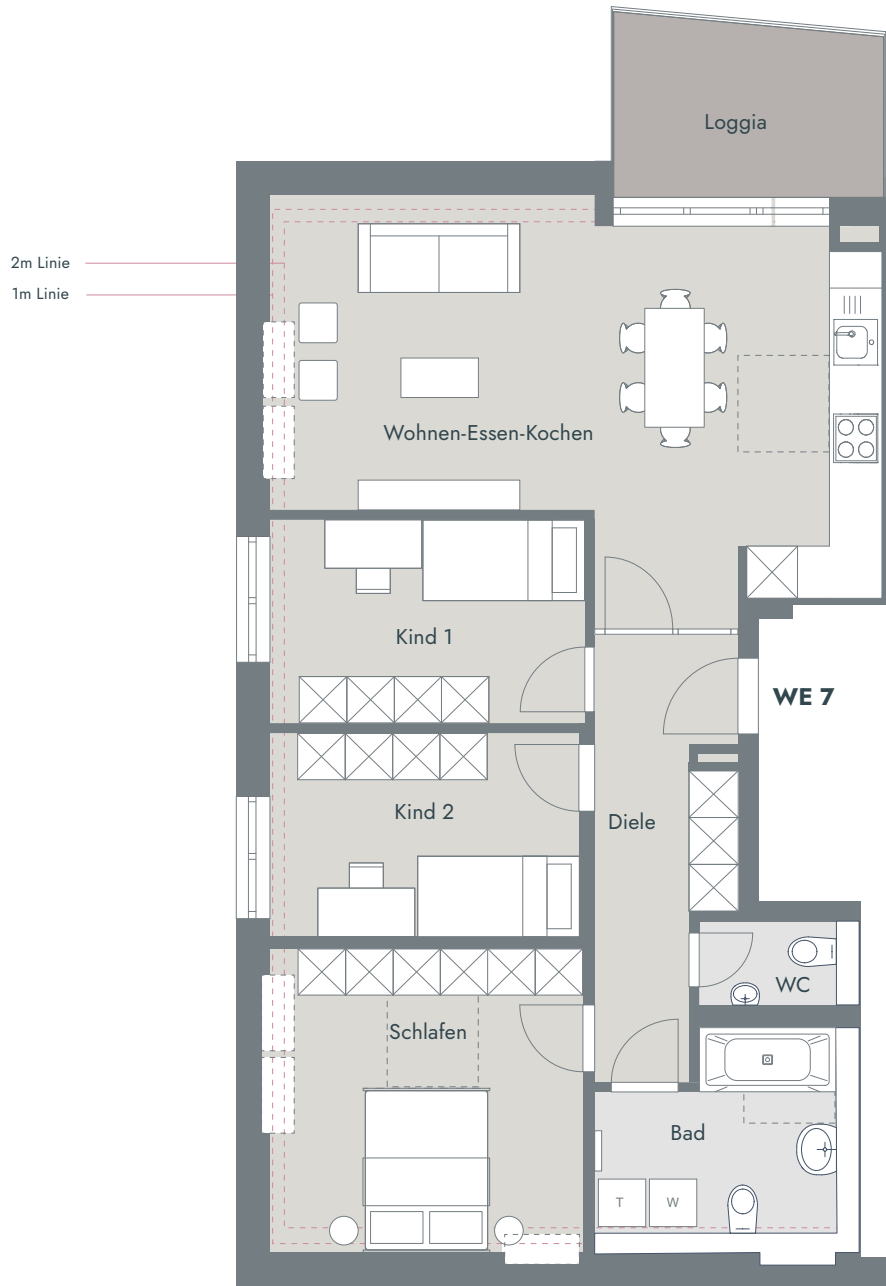 Loggia
2m Linie
1m Linie
Wohnen-Essen-Kochen
Kind 1
WE 7
Kind 2
Diele
WC
Schlafen
Bad
T
W